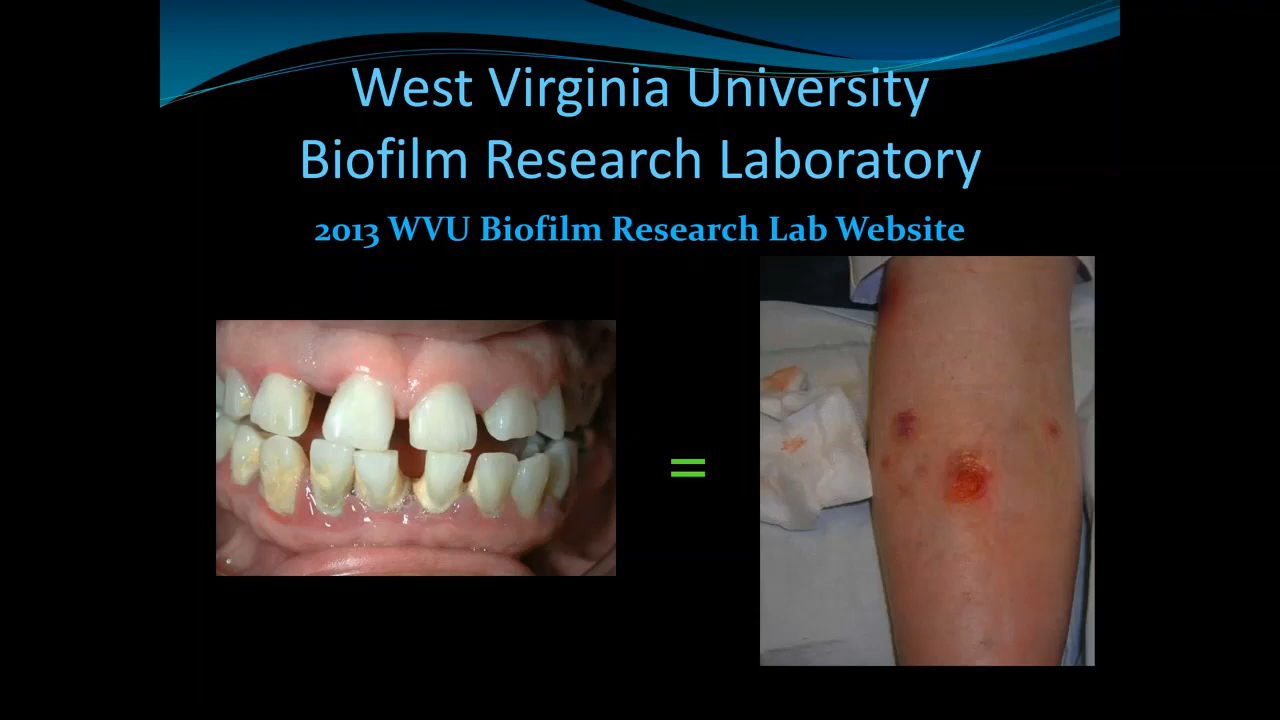 West Virginia University
Biofilm Research Laboratory
2013 WVU Biofilm Research Lab Website
=